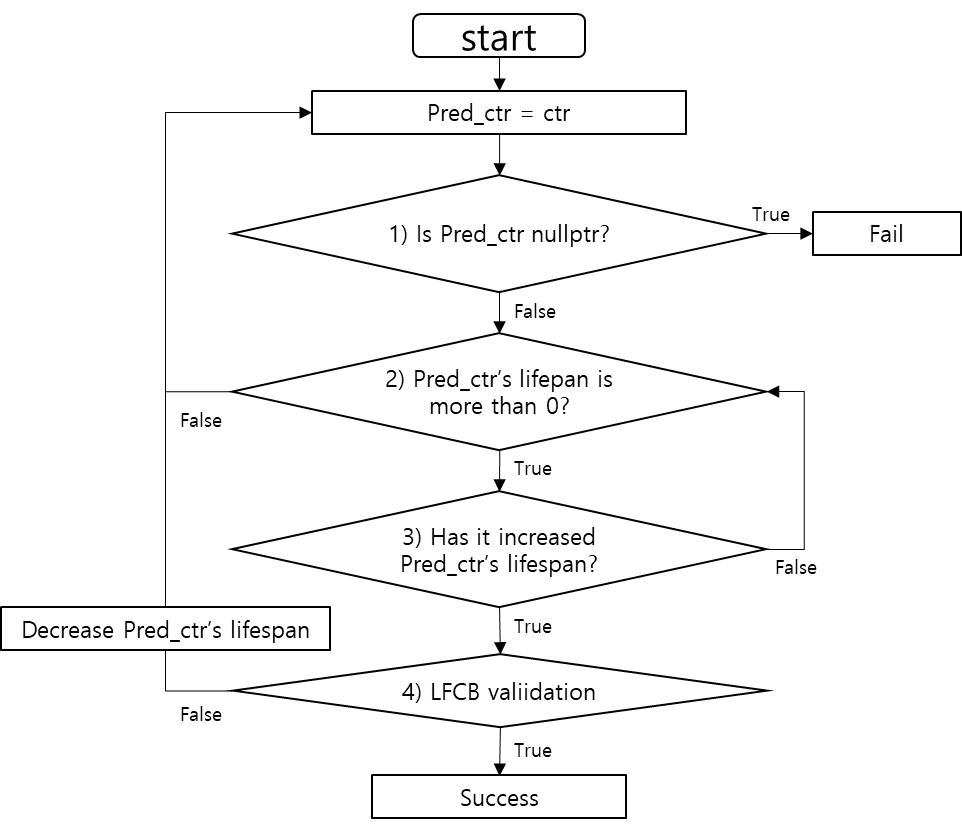 start
Pred_ctr = ctr
1) Is Pred_ctr nullptr?
True
Fail
False
2) Pred_ctr’s lifepan is
more than 0?
False
True
3) Has it increased
Pred_ctr’s lifespan?
False
True
Decrease Pred_ctr’s lifespan
4) LFCB valiidation
False
True
Success